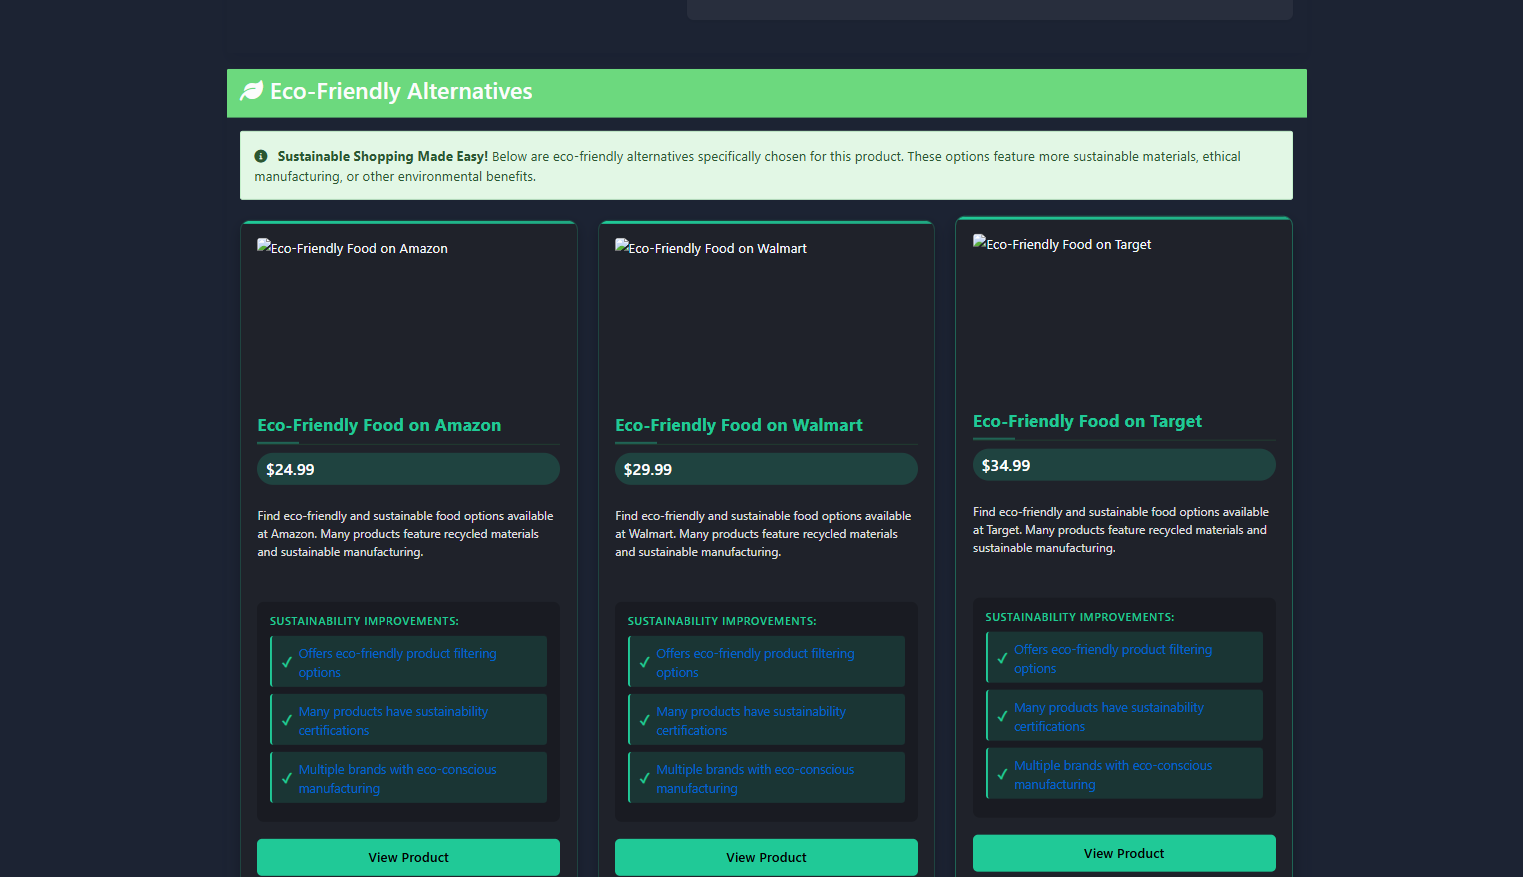 Eco-Friendly Alternatives
Sustainable Shopping Made Easy! Below are eco-friendly alternatives specifically chosen for this product. These options feature more sustainable materials, ethical
manufacturing, or other environmental benefits.
Eco-Friendly Food on Amazon
Eco-Friendly Food on Amazon
$24.99
Find eco-friendly and sustainable food options available
at Amazon. Many products feature recycled materials
and sustainable manufacturing.
SUSTAINABILITY IMPROVEMENTS:
Offers eco-friendly product filtering
options
Many products have sustainability
certifications
Multiple brands with eco-conscious
manufacturing
View Product
Eco-Friendly Food on Walmart
Eco-Friendly Food on Walmart
$29.99
Find eco-friendly and sustainable food options available
at Walmart. Many products feature recycled materials
and sustainable manufacturing.
SUSTAINABILITY IMPROVEMENTS:
Offers eco-friendly product filtering
options
Many products have sustainability
certifications
Multiple brands with eco-conscious
manufacturing
View Product
Eco-Friendly Food on Target
Eco-Friendly Food on Target
$34.99
Find eco-friendly and sustainable food options available
at Target. Many products feature recycled materials and
sustainable manufacturing.
SUSTAINABILITY IMPROVEMENTS:
Offers eco-friendly product filtering
options
Many products have sustainability
certifications
Multiple brands with eco-conscious
manufacturing
View Product